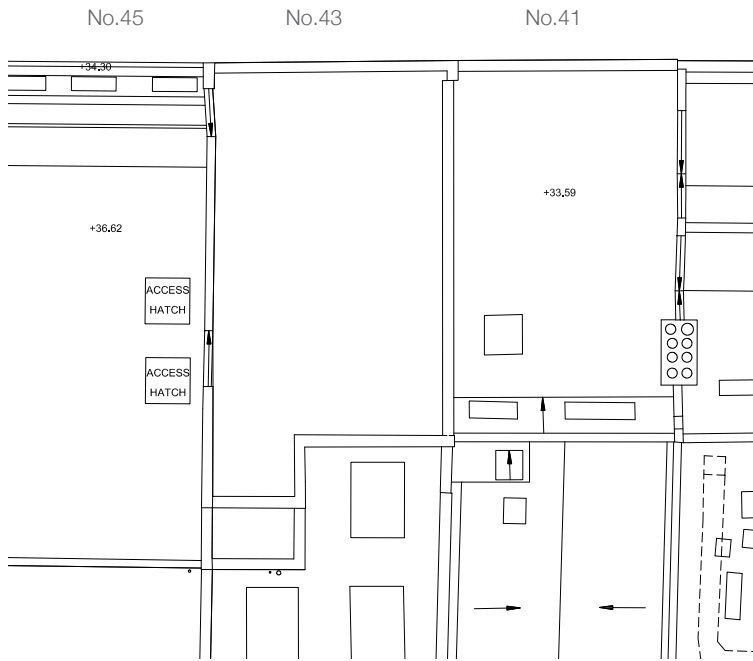 No.45 No.43 No.41
+34.30
+33.59
+36.62
ACCESS
HATCH
ACCESS
HATCH